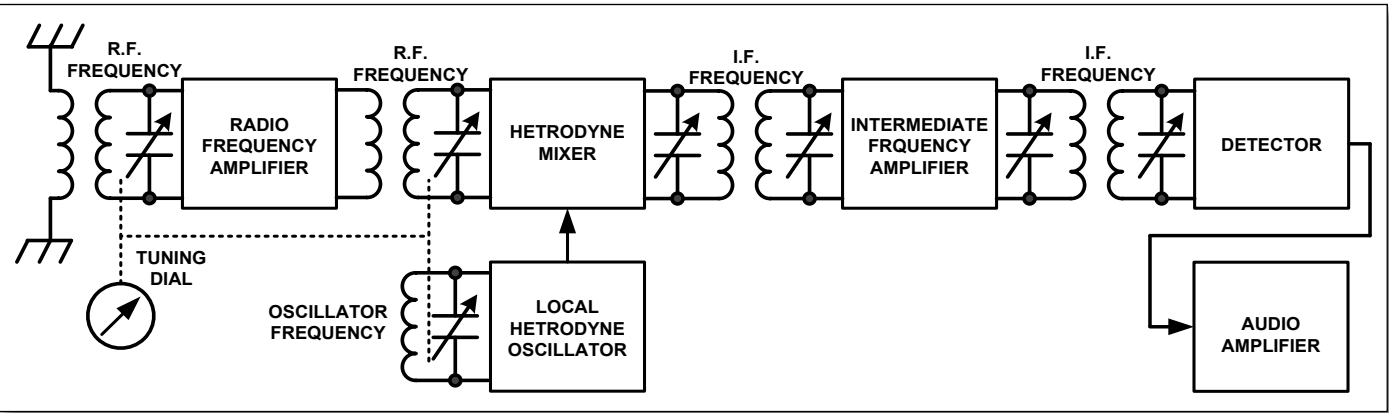 R.F.
FREQUENCY
RADIO
FREQUENCY
AMPLIFIER
R.F.
FREQUENCY
HETRODYNE
MIXER
I.F.
FREQUENCY
INTERMEDIATE
FRQUENCY
AMPLIFIER
I.F.
FREQUENCY
DETECTOR
TUNING
DIAL
OSCILLATOR
FREQUENCY
LOCAL
HETRODYNE
OSCILLATOR
AUDIO
AMPLIFIER